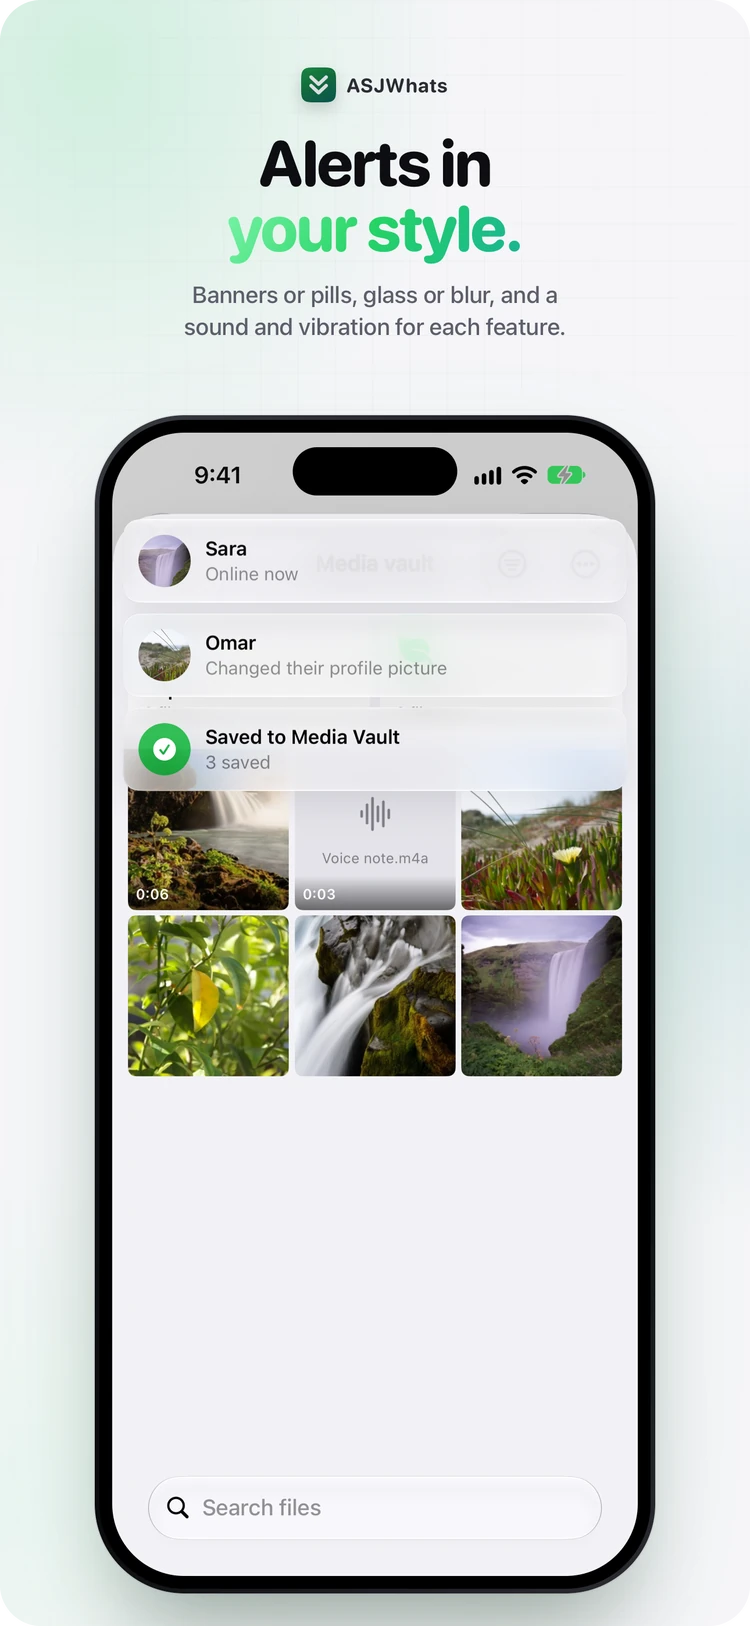 ASJWhats
Alerts in
your style.
Banners or pills, glass or blur, and a
sound and vibration for each feature.
9:41
Sara
Online now
Media vault
Omar
Changed their profile picture
Saved to Media Vault
3 saved
Voice note.m4a
0:06
0:03
Search files